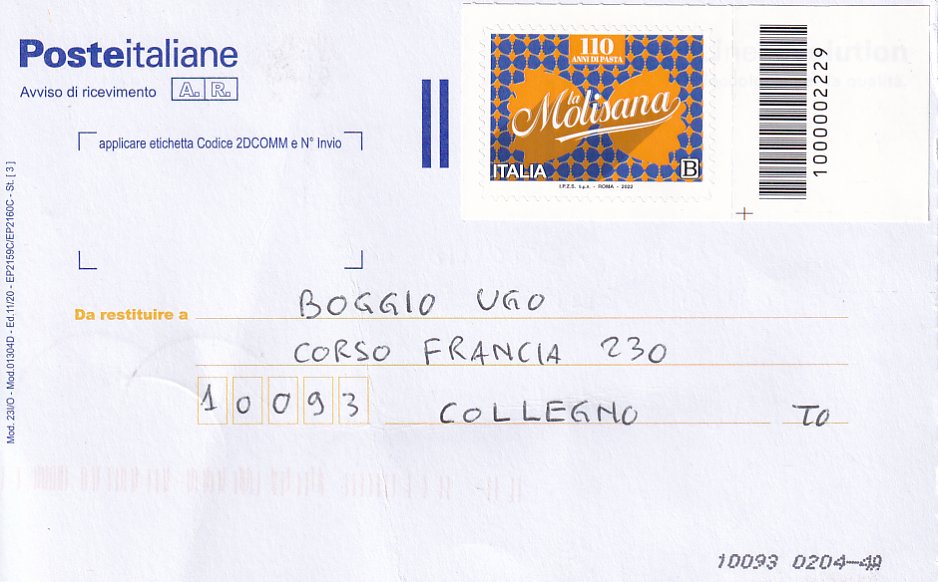 Posteitaliane
Avviso di ricevimento A. R.
applicare etichetta Codice 2DCOMM e N° Invio
110
ANNI DI PASTA
la
Molisana
ITALIA B
I.P.Z.S. S.p.A. - ROMA - 2022
1000002229
Mod. 23I/O - Mod.01304D - Ed.11/20 - EP2159C/EP2160C - St. [ 3 ]
Da restituire a BOGGIO UGO
CORSO FRANCIA 230
10093 COLLEGNO TO
10093 0204-4A